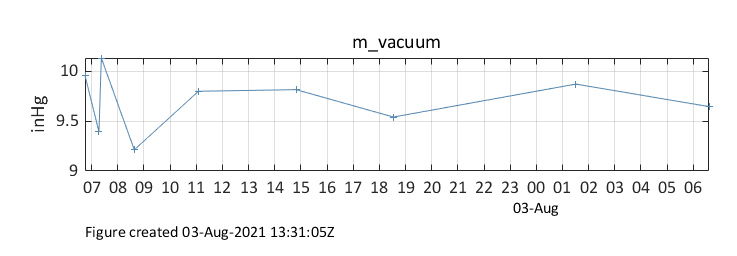 m_vacuum
10
9.5
9
inHg
07 08 09 10 11 12 13 14 15 16 17 18 19 20 21 22 23 00 01 02 03 04 05 06
03-Aug
Figure created 03-Aug-2021 13:31:05Z